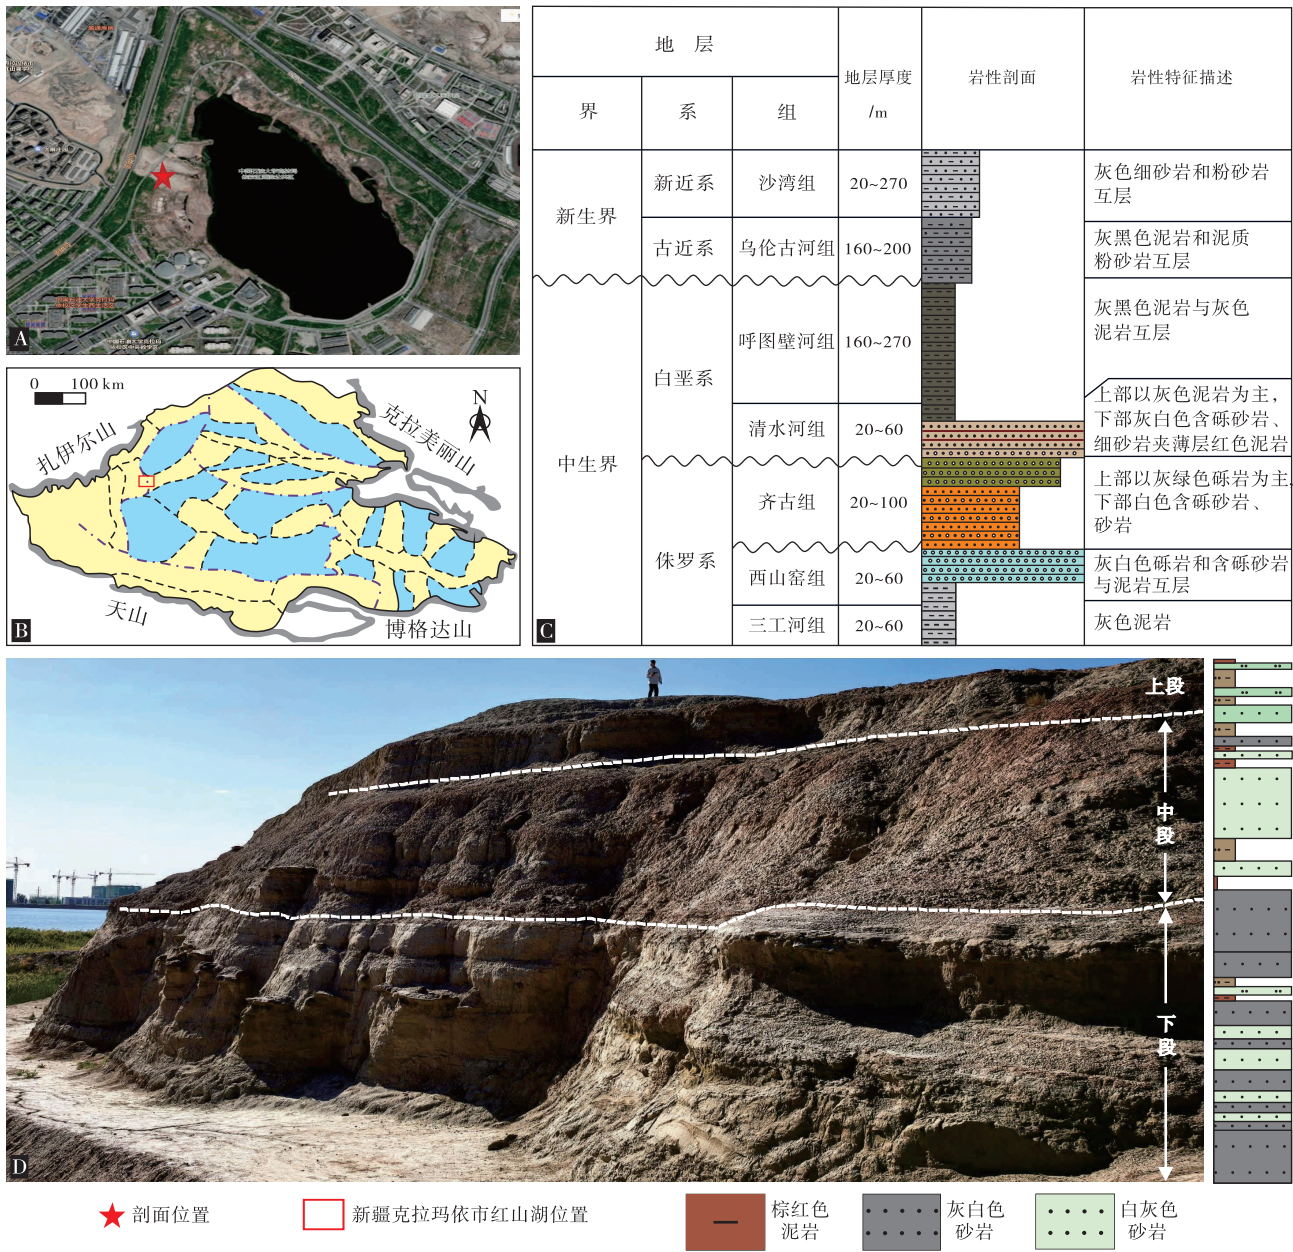 A
0 100 km
N
扎伊尔山
克拉美丽山
天山
博格达山
B
地 层
地层厚度
/m
岩性剖面
岩性特征描述
界
系
组
新生界
新近系
沙湾组
20~270
灰色细砂岩和粉砂岩
互层
古近系
乌伦古河组
160~200
灰黑色泥岩和泥质
粉砂岩互层
中生界
白垩系
呼图壁河组
160~270
灰黑色泥岩与灰色
泥岩互层
清水河组
20~60
上部以灰色泥岩为主，
下部灰白色含砾砂岩、
细砂岩夹薄层红色泥岩
侏罗系
齐古组
20~100
上部以灰绿色砾岩为主，
下部白色含砾砂岩、
砂岩
西山窑组
20~60
灰白色砾岩和含砾砂岩
与泥岩互层
三工河组
20~60
灰色泥岩
C
上段
中段
下段
D
剖面位置
新疆克拉玛依市红山湖位置
棕红色
泥岩
灰白色
砂岩
白灰色
砂岩